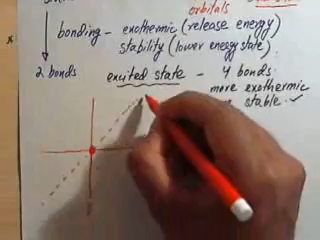 orbitals
bonding - exothermic (release energy)
stability (lower energy state)
2 bonds excited state - 4 bonds
more exothermic
stable ✓